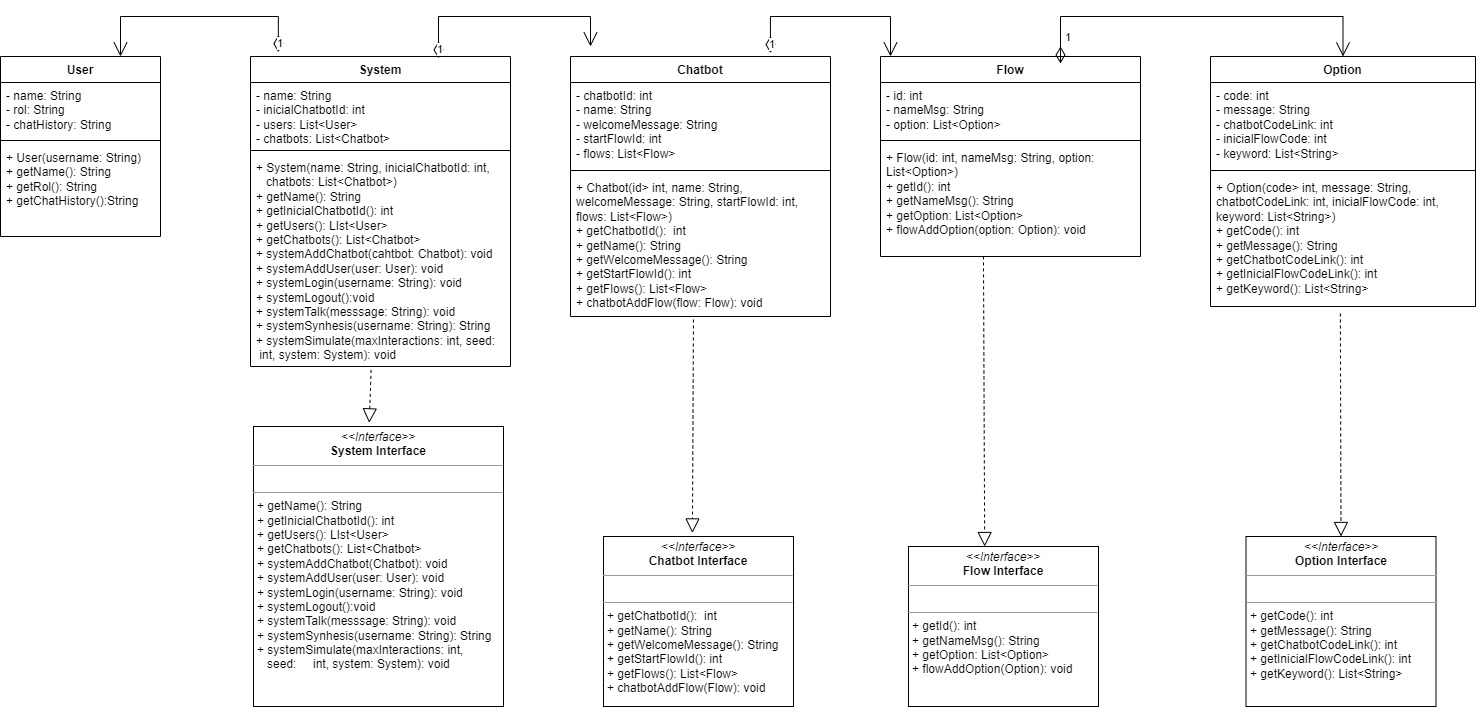 1
1
1
1
User
- name: String
- rol: String
- chatHistory: String
+ User(username: String)
+ getName(): String
+ getRol(): String
+ getChatHistory():String
System
- name: String
- inicialChatbotId: int
- users: List<User>
- chatbots: List<Chatbot>
+ System(name: String, inicialChatbotId: int,
chatbots: List<Chatbot>)
+ getName(): String
+ getInicialChatbotId(): int
+ getUsers(): LIst<User>
+ getChatbots(): List<Chatbot>
+ systemAddChatbot(cahtbot: Chatbot): void
+ systemAddUser(user: User): void
+ systemLogin(username: String): void
+ systemLogout():void
+ systemTalk(messsage: String): void
+ systemSynhesis(username: String): String
+ systemSimulate(maxInteractions: int, seed:
int, system: System): void
Chatbot
- chatbotId: int
- name: String
- welcomeMessage: String
- startFlowId: int
- flows: List<Flow>
+ Chatbot(id> int, name: String,
welcomeMessage: String, startFlowId: int,
flows: List<Flow>)
+ getChatbotId(): int
+ getName(): String
+ getWelcomeMessage(): String
+ getStartFlowId(): int
+ getFlows(): List<Flow>
+ chatbotAddFlow(flow: Flow): void
Flow
- id: int
- nameMsg: String
- option: List<Option>
+ Flow(id: int, nameMsg: String, option:
List<Option>)
+ getId(): int
+ getNameMsg(): String
+ getOption: List<Option>
+ flowAddOption(option: Option): void
Option
- code: int
- message: String
- chatbotCodeLink: int
- inicialFlowCode: int
- keyword: List<String>
+ Option(code> int, message: String,
chatbotCodeLink: int, inicialFlowCode: int,
keyword: List<String>)
+ getCode(): int
+ getMessage(): String
+ getChatbotCodeLink(): int
+ getInicialFlowCodeLink(): int
+ getKeyword(): List<String>
<<Interface>>
System Interface
+ getName(): String
+ getInicialChatbotId(): int
+ getUsers(): LIst<User>
+ getChatbots(): List<Chatbot>
+ systemAddChatbot(Chatbot): void
+ systemAddUser(user: User): void
+ systemLogin(username: String): void
+ systemLogout():void
+ systemTalk(messsage: String): void
+ systemSynhesis(username: String): String
+ systemSimulate(maxInteractions: int,
seed: int, system: System): void
<<Interface>>
Chatbot Interface
+ getChatbotId(): int
+ getName(): String
+ getWelcomeMessage(): String
+ getStartFlowId(): int
+ getFlows(): List<Flow>
+ chatbotAddFlow(Flow): void
<<Interface>>
Flow Interface
+ getId(): int
+ getNameMsg(): String
+ getOption: List<Option>
+ flowAddOption(Option): void
<<Interface>>
Option Interface
+ getCode(): int
+ getMessage(): String
+ getChatbotCodeLink(): int
+ getInicialFlowCodeLink(): int
+ getKeyword(): List<String>